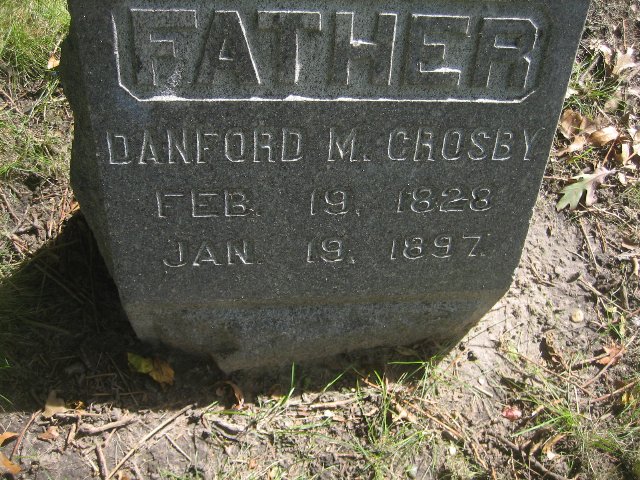 FATHER
DANFORD M. CROSBY
FEB. 19. 1828
JAN. 19. 1897.